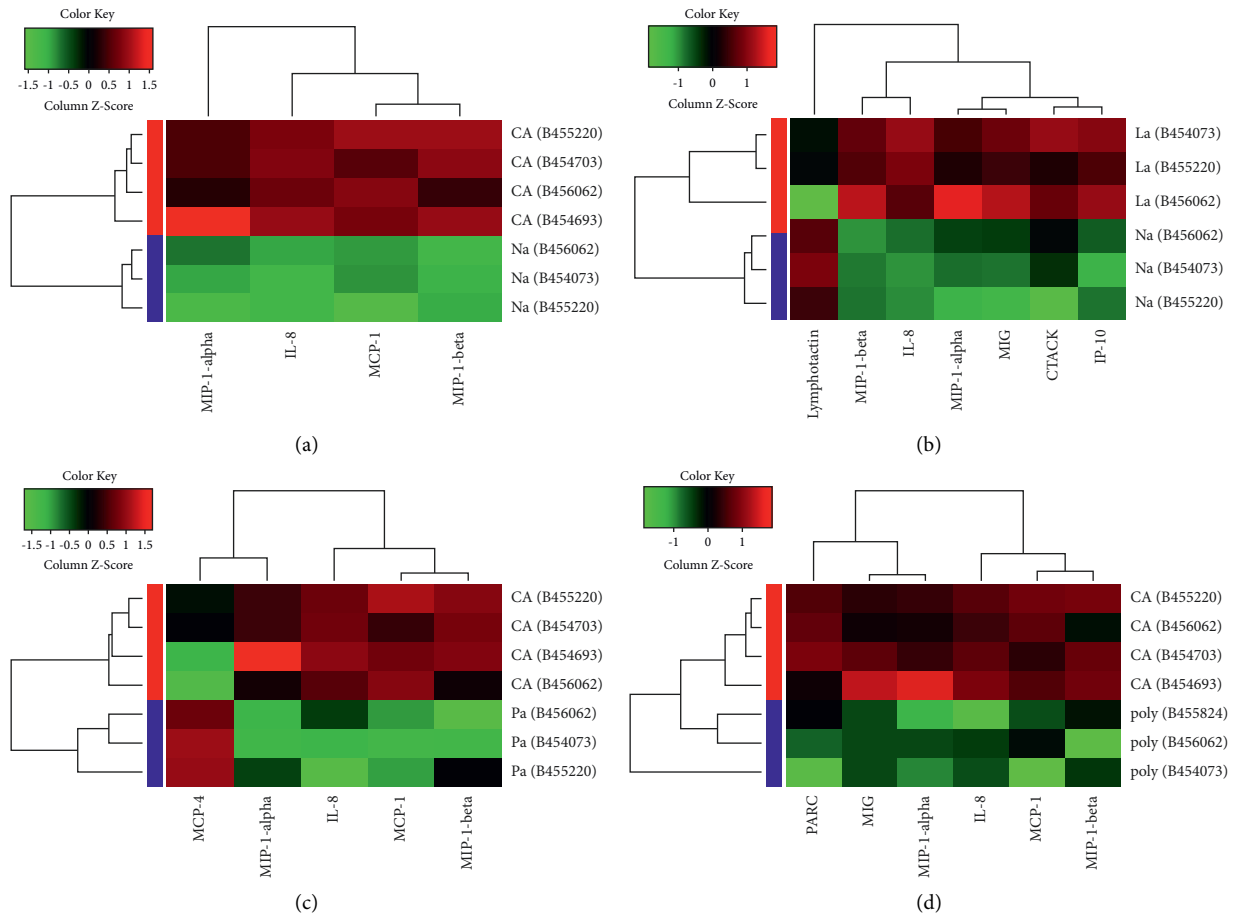 Color Key
-1.5 -1 -0.5 0 0.5 1 1.5
Column Z-Score
CA (B455220)
CA (B454703)
CA (B456062)
CA (B454693)
Na (B456062)
Na (B454073)
Na (B455220)
MIP-1-alpha
IL-8
MCP-1
MIP-1-beta
(a)
Color Key
-1 0 1
Column Z-Score
La (B454073)
La (B455220)
La (B456062)
Na (B456062)
Na (B454073)
Na (B455220)
Lymphotactin
MIP-1-beta
IL-8
MIP-1-alpha
MIG
CTACK
IP-10
(b)
Color Key
-1.5 -1 -0.5 0 0.5 1 1.5
Column Z-Score
CA (B455220)
CA (B454703)
CA (B454693)
CA (B456062)
Pa (B456062)
Pa (B454073)
Pa (B455220)
MCP-4
MIP-1-alpha
IL-8
MCP-1
MIP-1-beta
(c)
Color Key
-1 0 1
Column Z-Score
CA (B455220)
CA (B456062)
CA (B454703)
CA (B454693)
poly (B455824)
poly (B456062)
poly (B454073)
PARC
MIG
MIP-1-alpha
IL-8
MCP-1
MIP-1-beta
(d)